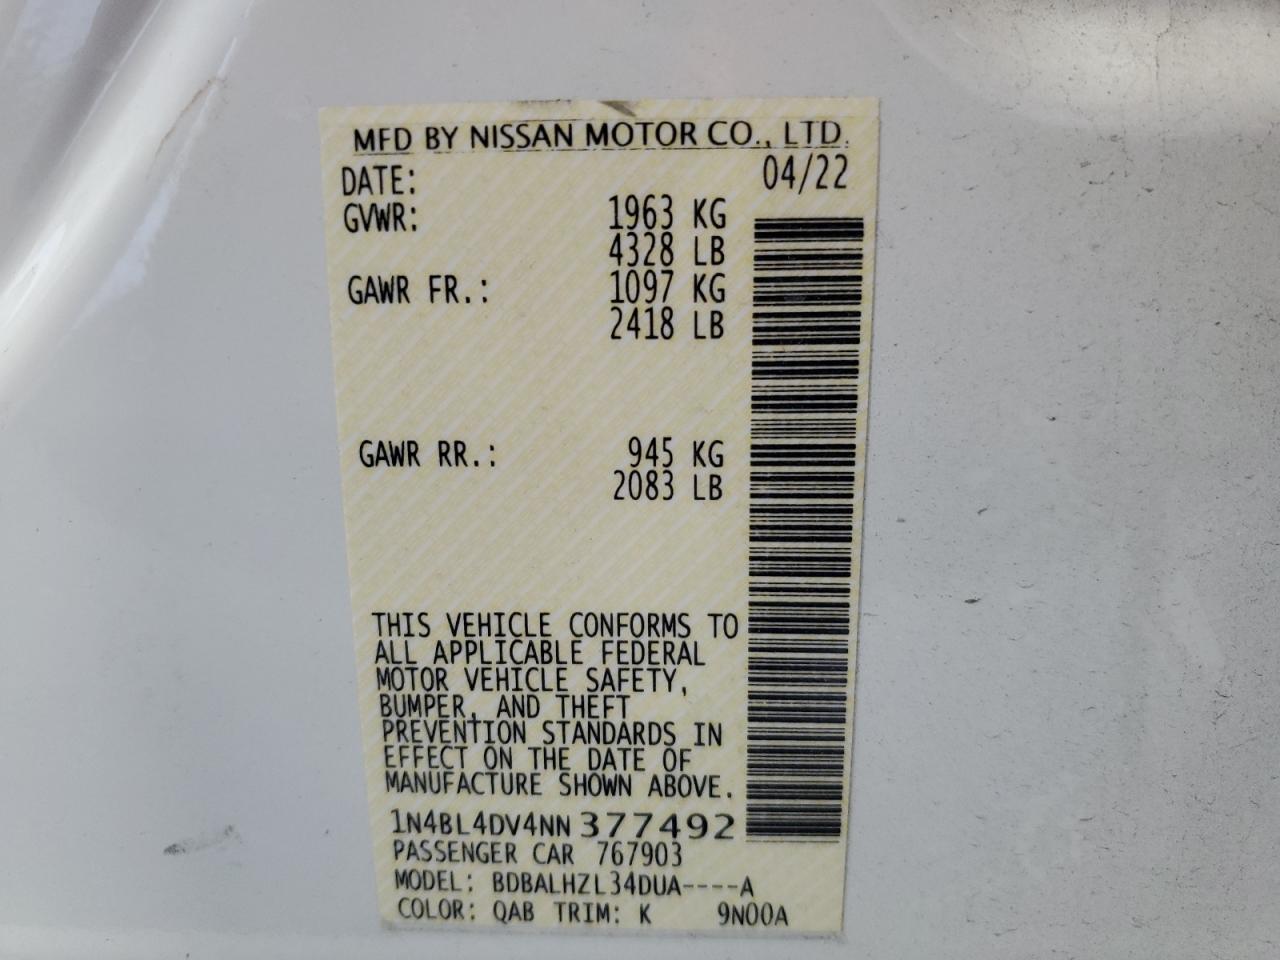 MFD BY NISSAN MOTOR CO., LTD.
DATE: 04/22
GVWR: 1963 KG
4328 LB
GAWR FR.: 1097 KG
2418 LB
GAWR RR.: 945 KG
2083 LB
THIS VEHICLE CONFORMS TO
ALL APPLICABLE FEDERAL
MOTOR VEHICLE SAFETY,
BUMPER, AND THEFT
PREVENTION STANDARDS IN
EFFECT ON THE DATE OF
MANUFACTURE SHOWN ABOVE.
1N4BL4DV4NN377492
PASSENGER CAR 767903
MODEL: BDBALHZL34DUA----A
COLOR: QAB TRIM: K 9N00A